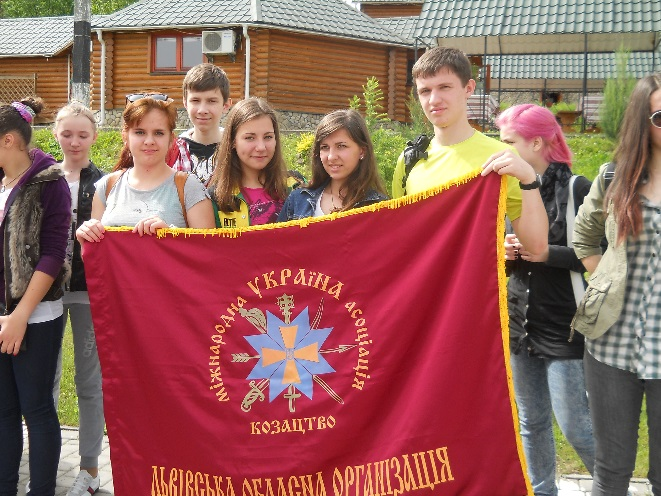 міжнародна УКРАЇНА асоціація
КОЗАЦТВО
ЛЬВІВСЬКА ОБЛАСНА ОРГАНІЗАЦІЯ